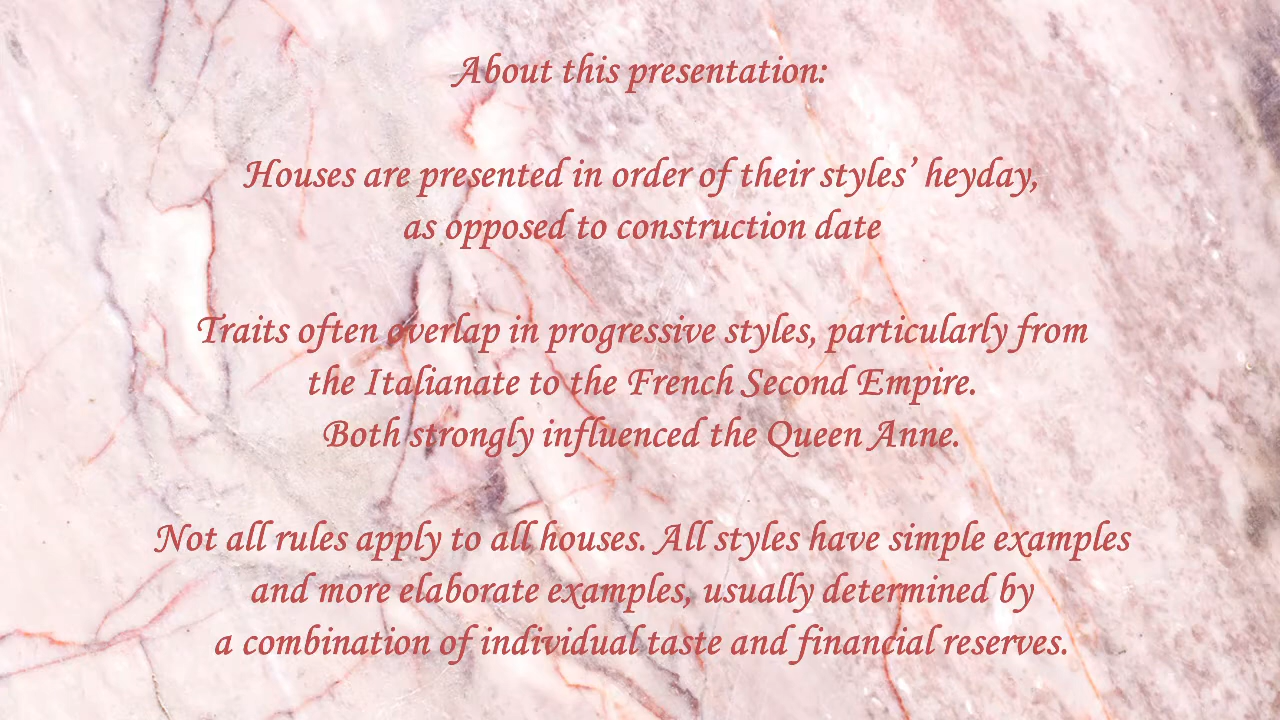 About this presentation:
Houses are presented in order of their styles’ heyday,
as opposed to construction date
Traits often overlap in progressive styles, particularly from
the Italianate to the French Second Empire.
Both strongly influenced the Queen Anne.
Not all rules apply to all houses. All styles have simple examples
and more elaborate examples, usually determined by
a combination of individual taste and financial reserves.